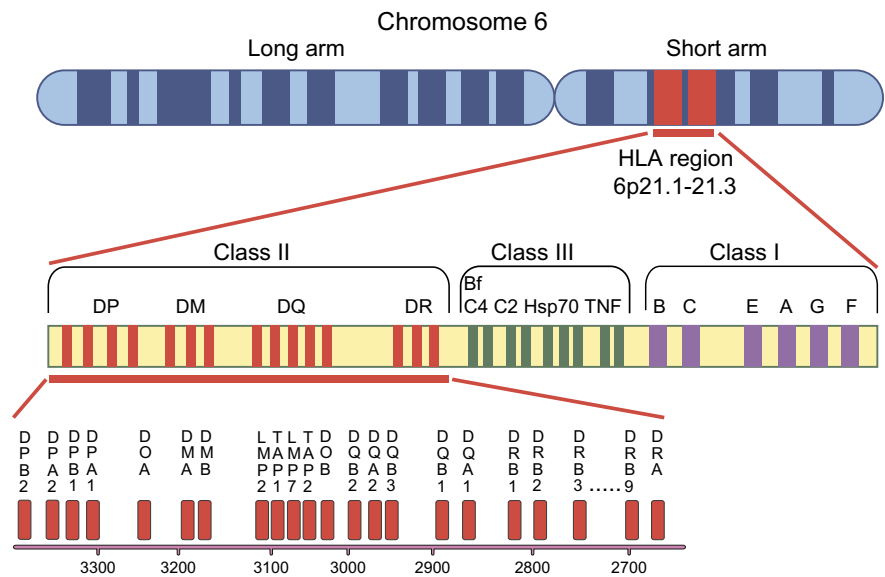 Chromosome 6
Long arm
Short arm
HLA region
6p21.1-21.3
Class II
Class III
Class I
Bf
DP DM DQ DR C4 C2 Hsp70 TNF B C E A G F
DPB2 DPA2 DPB1 DPA1 DOA DMA DMB LMP2 TAP1 LMP7 TAP2 DOB DQB2 DQA2 DQB3 DQB1 DQA1 DRB1 DRB2 DRB3 ..... DRB9 DRA
3300 3200 3100 3000 2900 2800 2700